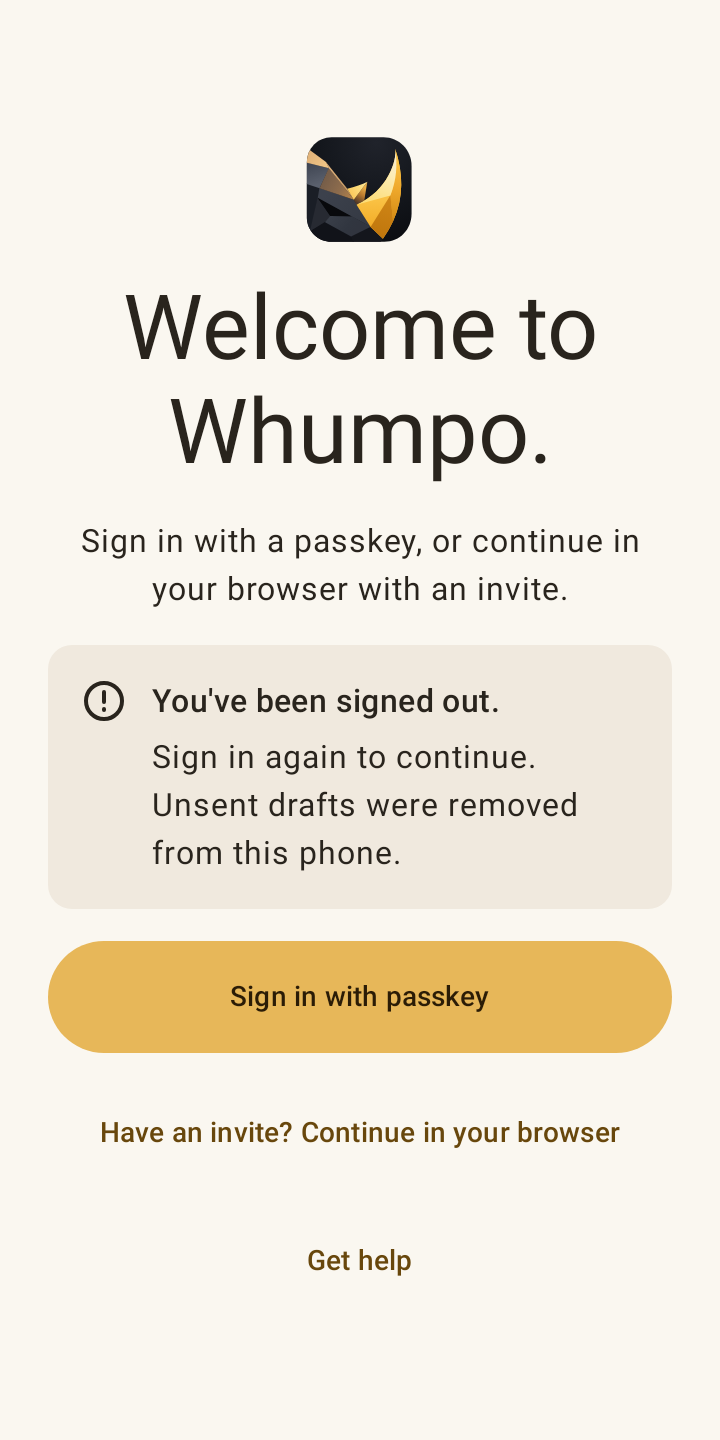 Welcome to
Whumpo.
Sign in with a passkey, or continue in
your browser with an invite.
You've been signed out.
Sign in again to continue.
Unsent drafts were removed
from this phone.
Sign in with passkey
Have an invite? Continue in your browser
Get help